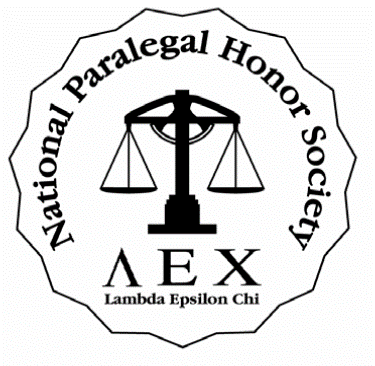 National Paralegal Honor Society
ΛΕΧ
Lambda Epsilon Chi